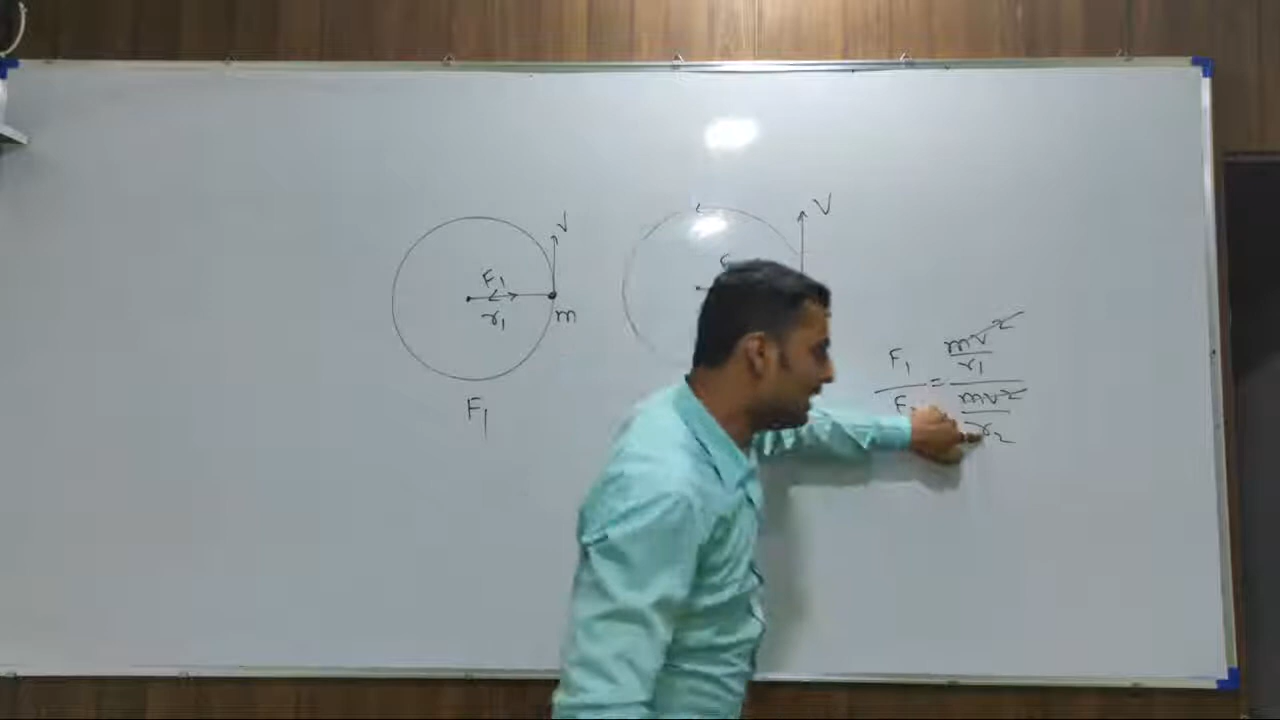 V
F₁
r₁
m
F₁
V
F₁ = mv²
r₁
mv²
r₂